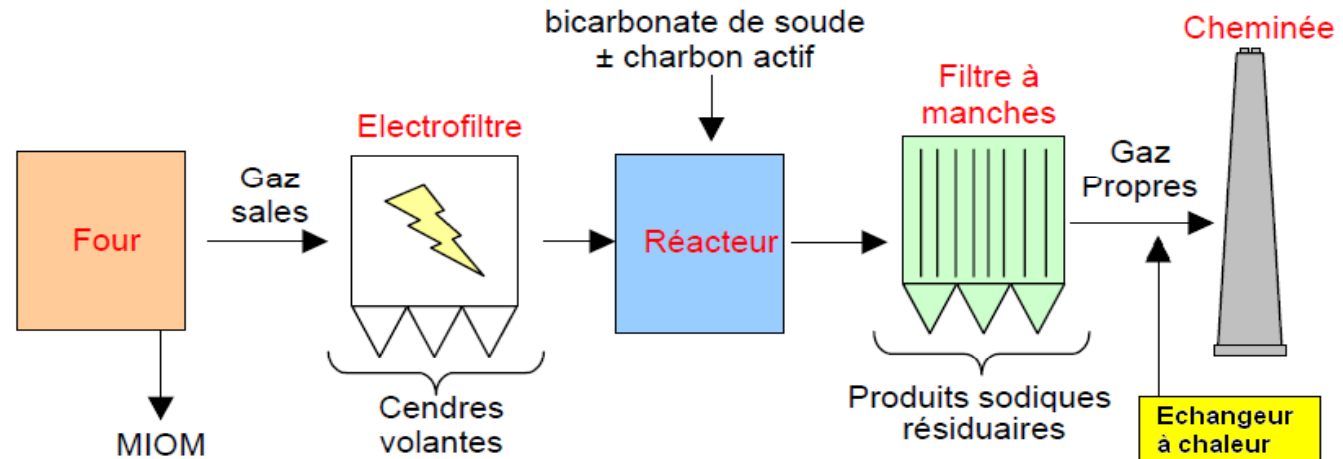 bicarbonate de soude
± charbon actif
Cheminée
Filtre à
manches
Electrofiltre
Gaz
sales
Gaz
Propres
Four
Réacteur
Cendres
volantes
Produits sodiques
résiduaires
MIOM
Echangeur
à chaleur